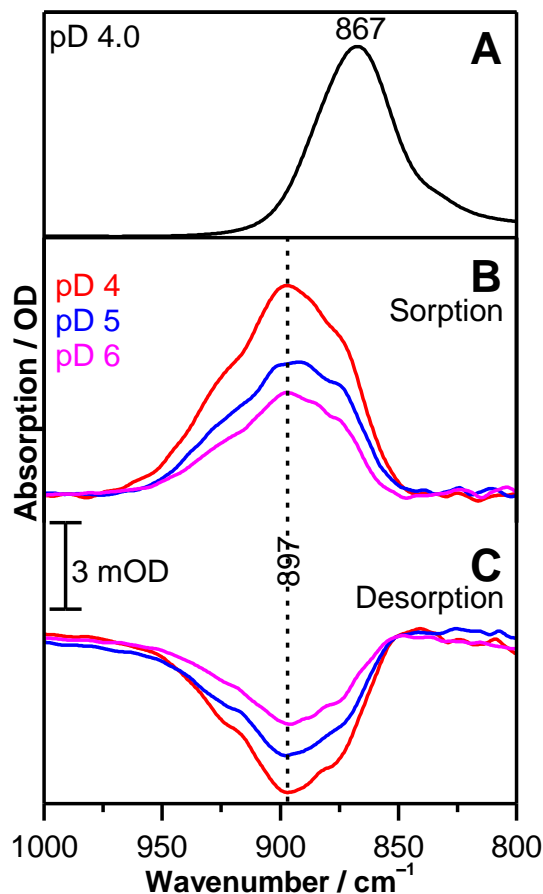 pD 4.0
867
A
B
pD 4
Sorption
pD 5
pD 6
Absorption / OD
3 mOD
897
C
Desorption
1000
950
900
850
800
Wavenumber / cm⁻¹